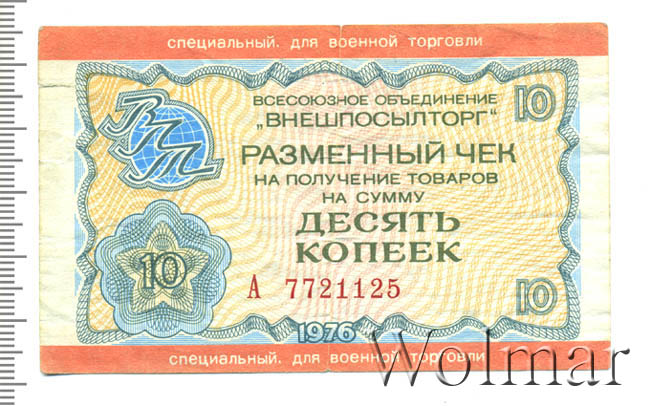 специальный. для военной торговли
ВПТ
ВСЕСОЮЗНОЕ ОБЪЕДИНЕНИЕ
„ВНЕШПОСЫЛТОРГ“
10
РАЗМЕННЫЙ ЧЕК
НА ПОЛУЧЕНИЕ ТОВАРОВ
НА СУММУ
ДЕСЯТЬ
КОПЕЕК
10
А 7721125
10
1976
специальный. для военной торговли
Wolmar